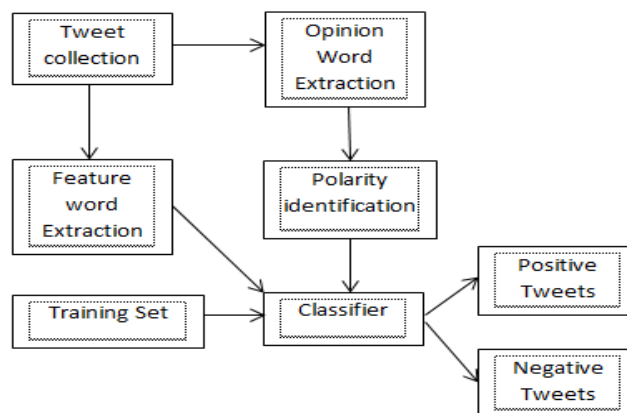 Tweet
collection
Opinion
Word
Extraction
Feature
word
Extraction
Polarity
identification
Training Set
Classifier
Positive
Tweets
Negative
Tweets